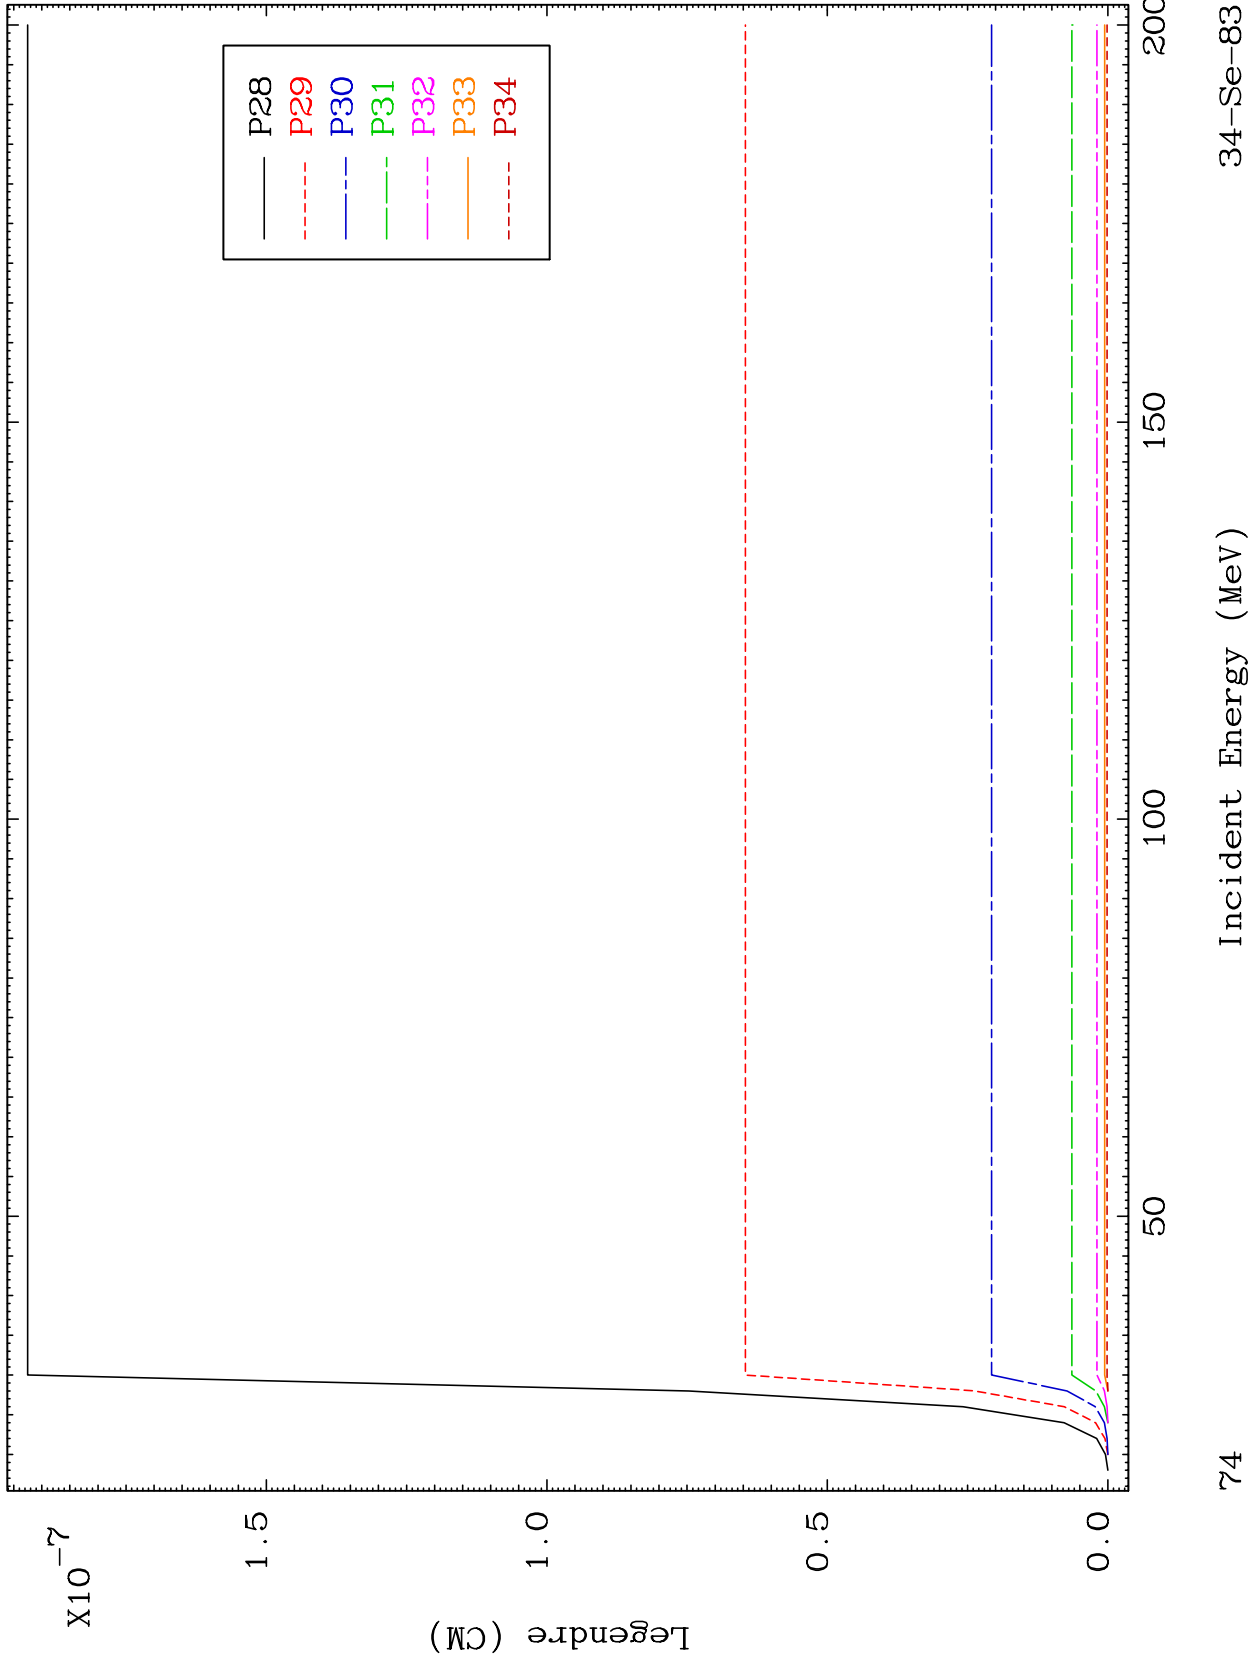 X10-7
Legendre (CM)
1.5
1.0
0.5
0.0
50
100
150
200
Incident Energy (MeV)
P28
P29
P30
P31
P32
P33
P34
74
34-Se-83